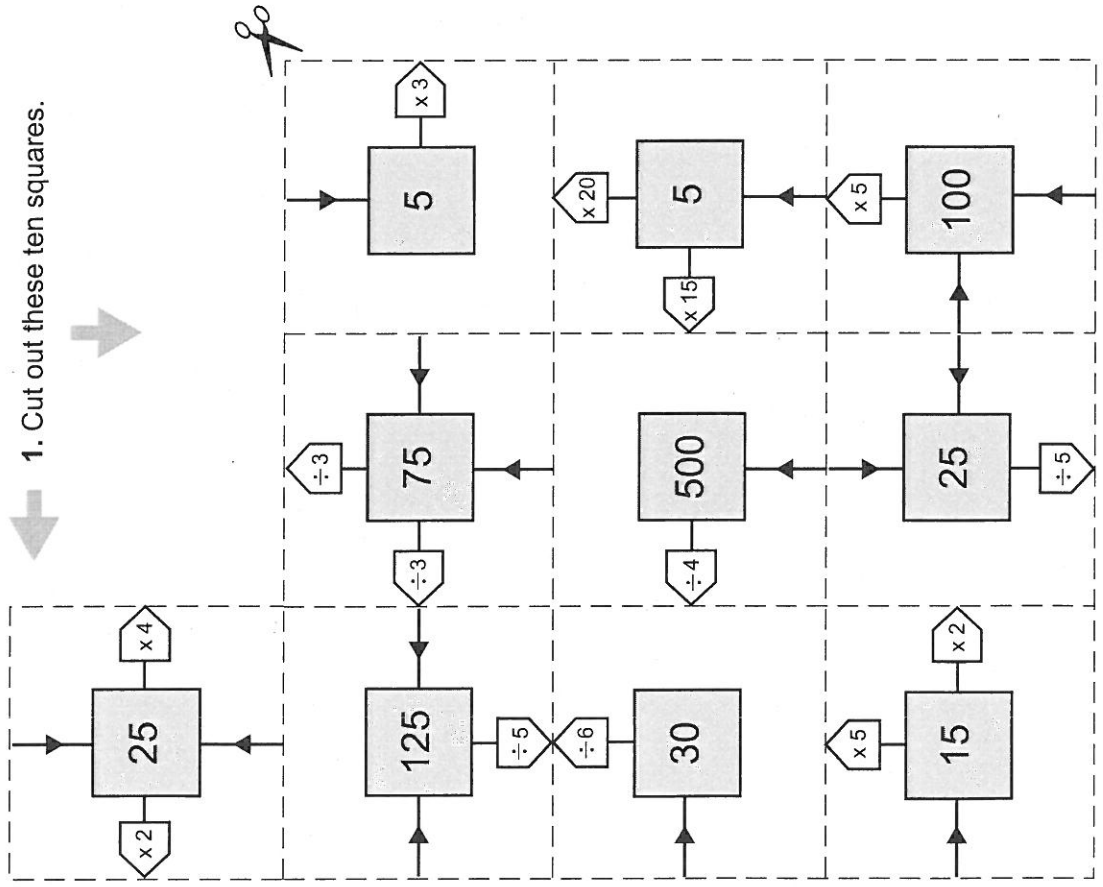 1. Cut out these ten squares.
x 2 25 x 4
÷3
125 ÷3 75 5 x 3
÷5
÷6 x 20
30 ÷4 500 x 15 5
x 5 x 5
15 x 2 25 100
÷5